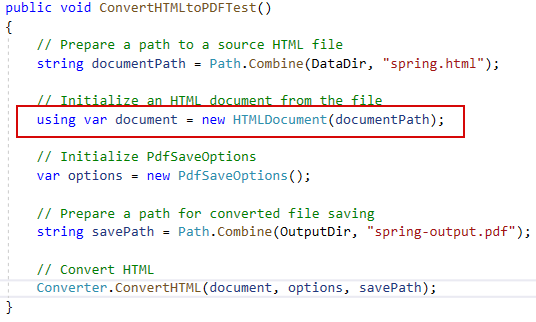 public void ConvertHTMLtoPDFTest()
{
// Prepare a path to a source HTML file
string documentPath = Path.Combine(DataDir, "spring.html");
// Initialize an HTML document from the file
using var document = new HTMLDocument(documentPath);
// Initialize PdfSaveOptions
var options = new PdfSaveOptions();
// Prepare a path for converted file saving
string savePath = Path.Combine(OutputDir, "spring-output.pdf");
// Convert HTML
Converter.ConvertHTML(document, options, savePath);
}